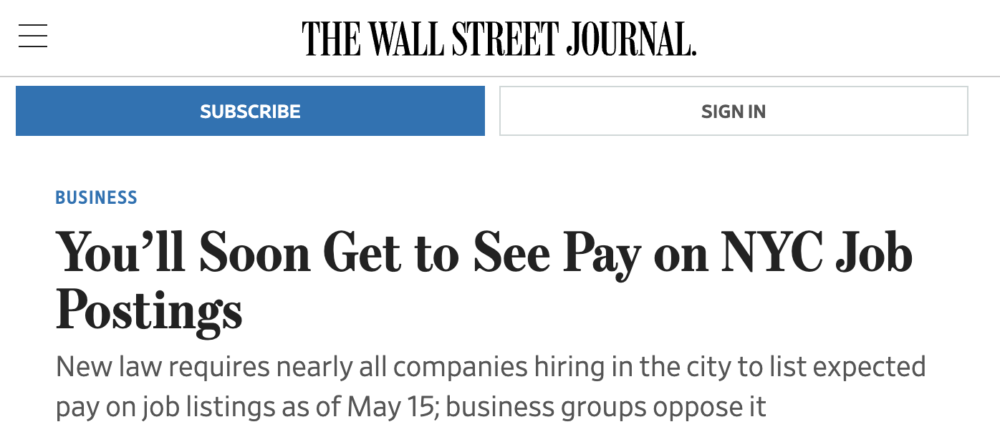 THE WALL STREET JOURNAL.
SUBSCRIBE
SIGN IN
BUSINESS
You’ll Soon Get to See Pay on NYC Job
Postings
New law requires nearly all companies hiring in the city to list expected
pay on job listings as of May 15; business groups oppose it